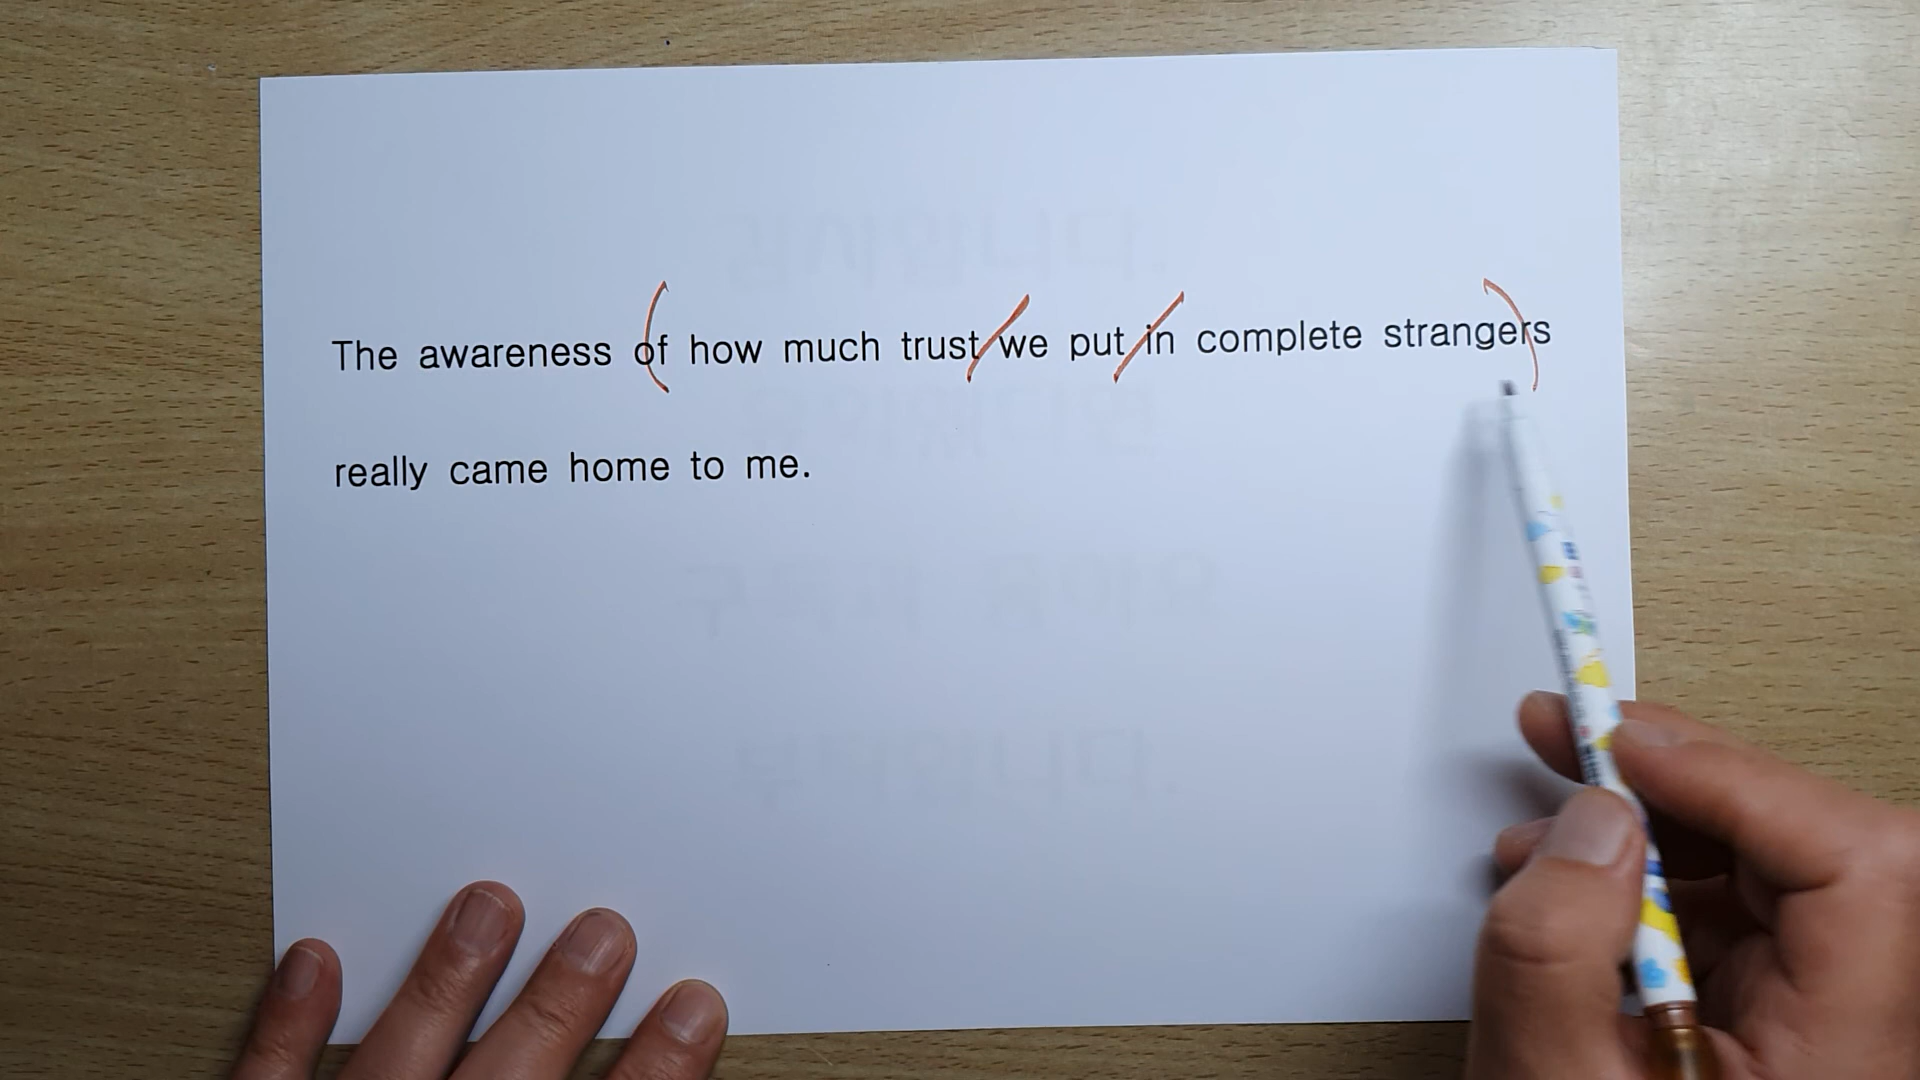 The awareness of how much trust we put in complete strangers
really came home to me.